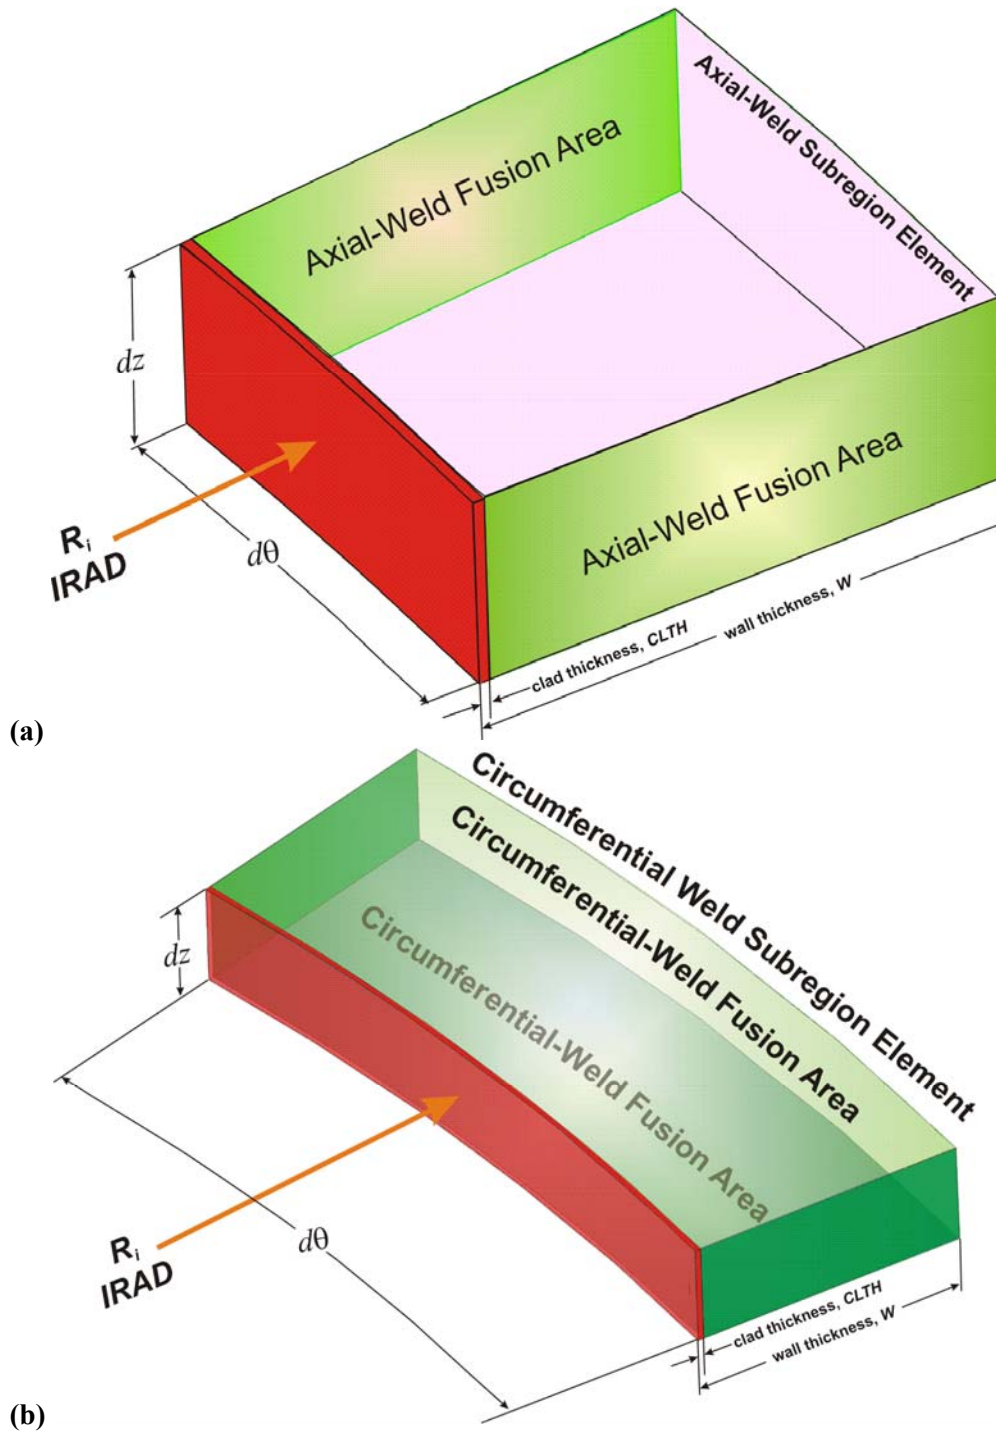 Axial-Weld Subregion Element
Axial-Weld Fusion Area
dz
Axial-Weld Fusion Area
Ri
IRAD
dθ
clad thickness, CLTH
wall thickness, W
(a)
Circumferential Weld Subregion Element
Circumferential-Weld Fusion Area
Circumferential-Weld Fusion Area
dz
Ri
IRAD
dθ
clad thickness, CLTH
wall thickness, W
(b)